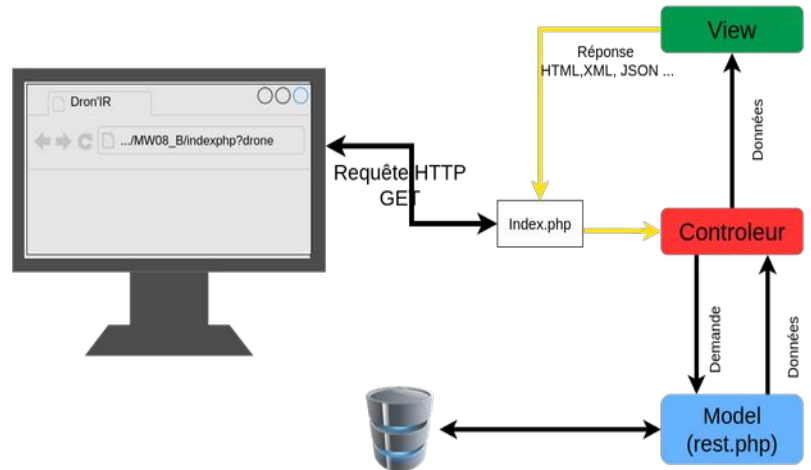 View
Réponse
HTML,XML, JSON ...
Dron'IR
.../MW08_B/indexphp?drone
Données
Requête HTTP
GET
Index.php
Controleur
Demande
Données
Model
(rest.php)